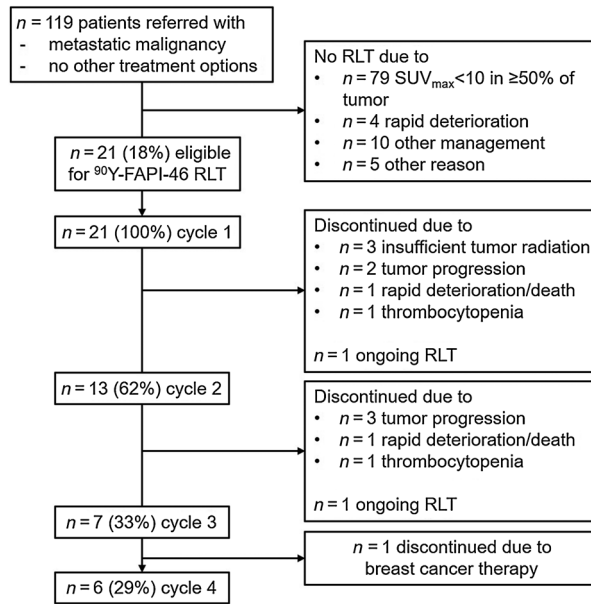 n = 119 patients referred with
- metastatic malignancy
- no other treatment options
No RLT due to
• n = 79 SUVmax<10 in ≥50% of
tumor
• n = 4 rapid deterioration
• n = 10 other management
• n = 5 other reason
n = 21 (18%) eligible
for ⁹⁰Y-FAPI-46 RLT
n = 21 (100%) cycle 1
Discontinued due to
• n = 3 insufficient tumor radiation
• n = 2 tumor progression
• n = 1 rapid deterioration/death
• n = 1 thrombocytopenia
n = 1 ongoing RLT
n = 13 (62%) cycle 2
Discontinued due to
• n = 3 tumor progression
• n = 1 rapid deterioration/death
• n = 1 thrombocytopenia
n = 1 ongoing RLT
n = 7 (33%) cycle 3
n = 1 discontinued due to
breast cancer therapy
n = 6 (29%) cycle 4